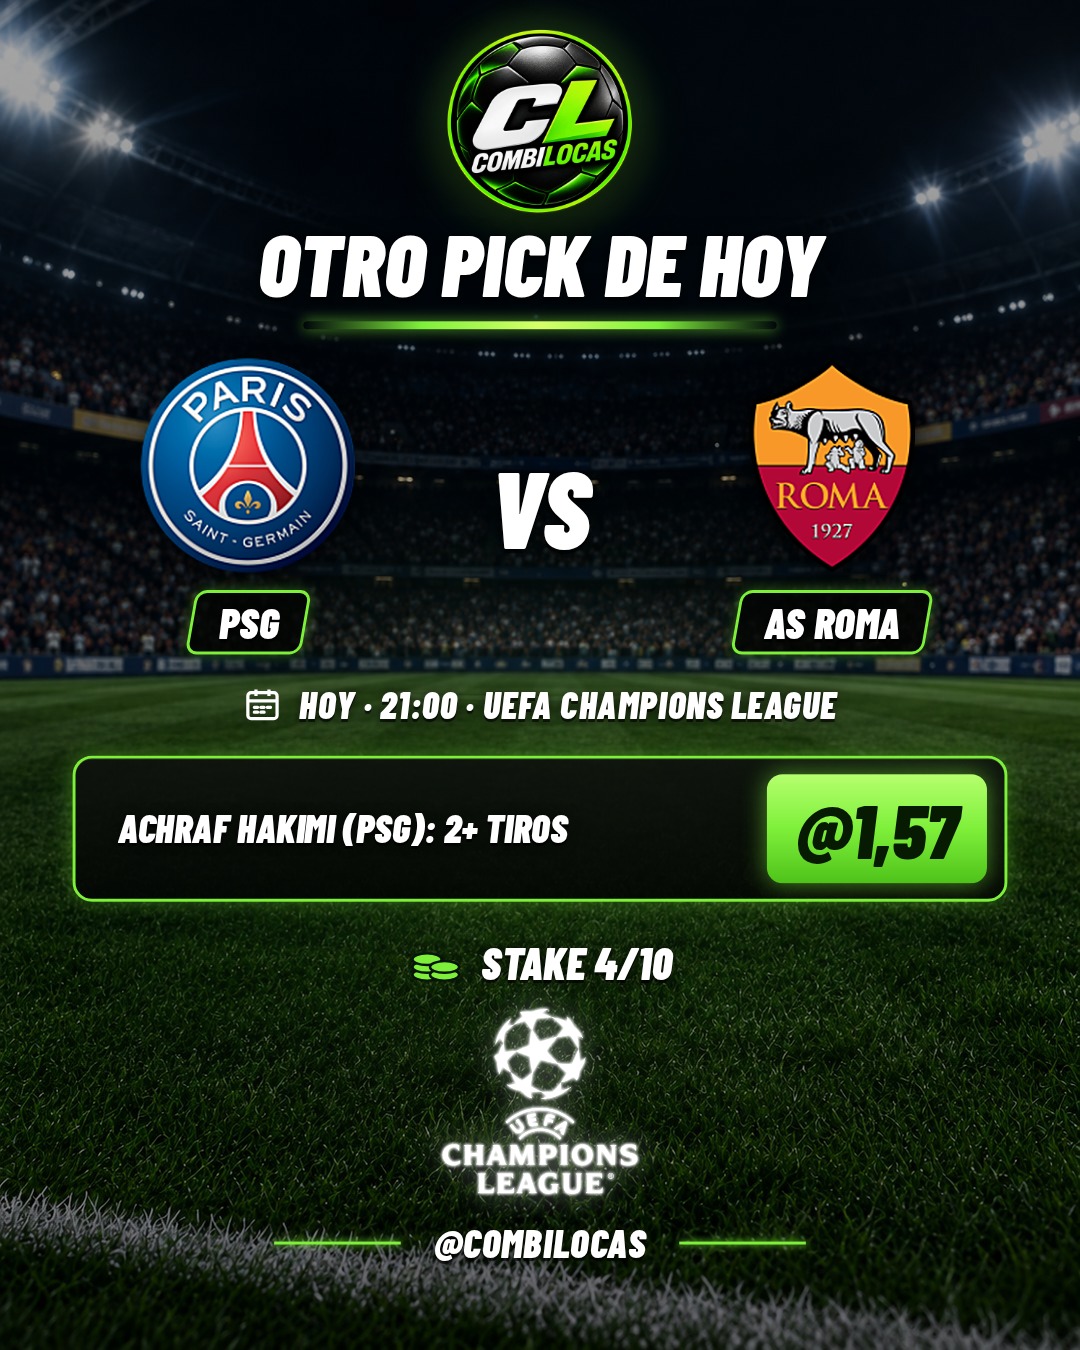 CL
COMBILOCAS
OTRO PICK DE HOY
PARIS
SAINT-GERMAIN
VS
ROMA
1927
PSG
AS ROMA
HOY · 21:00 · UEFA CHAMPIONS LEAGUE
ACHRAF HAKIMI (PSG): 2+ TIROS
@1,57
STAKE 4/10
UEFA
CHAMPIONS
LEAGUE®
@COMBILOCAS